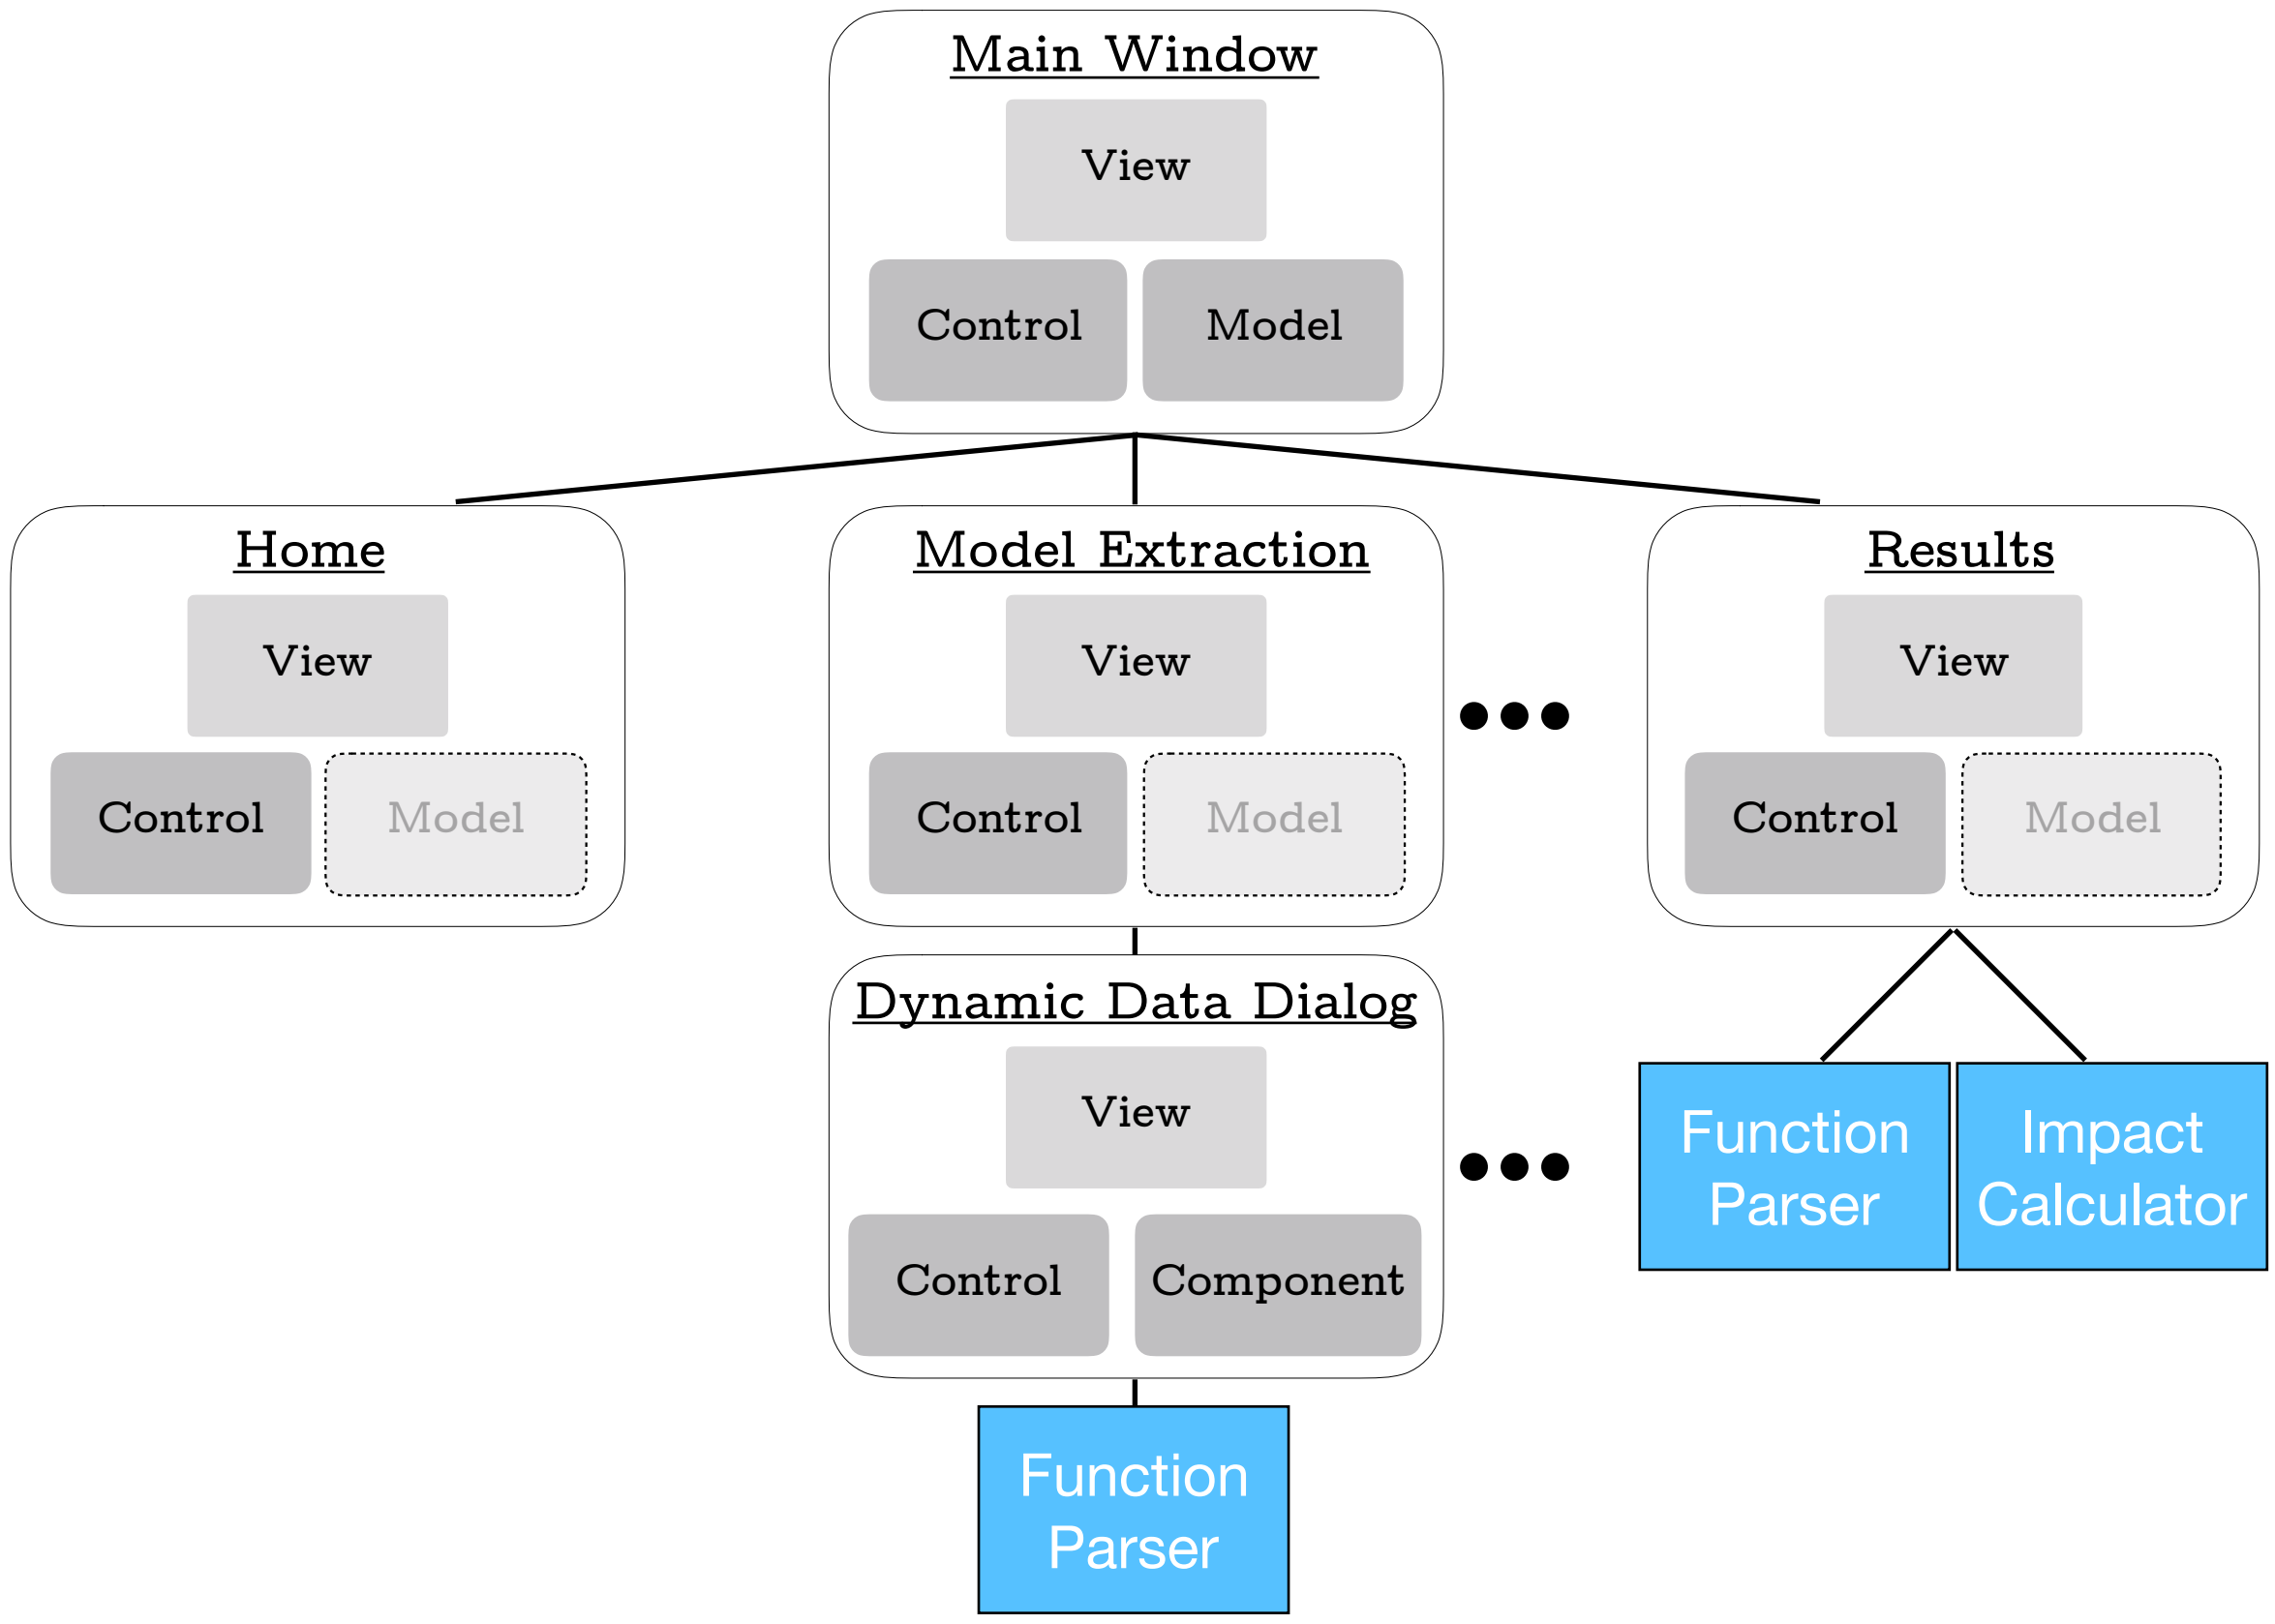 Main Window
View
Control
Model
Home
View
Control
Model
Model Extraction
View
Control
Model
Results
View
Control
Model
Dynamic Data Dialog
View
Control
Component
Function
Parser
Function
Parser
Impact
Calculator